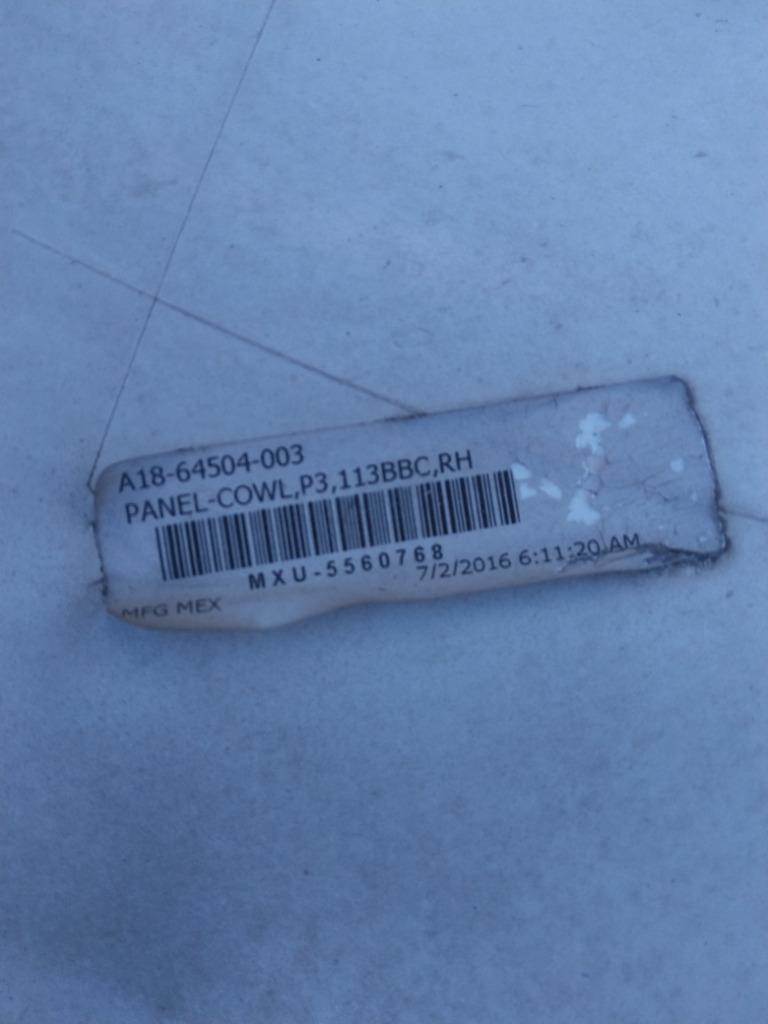 A18-64504-003
PANEL-COWL,P3,113BBC,RH
MXU-5560768
7/2/2016 6:11:20 AM
MFG MEX